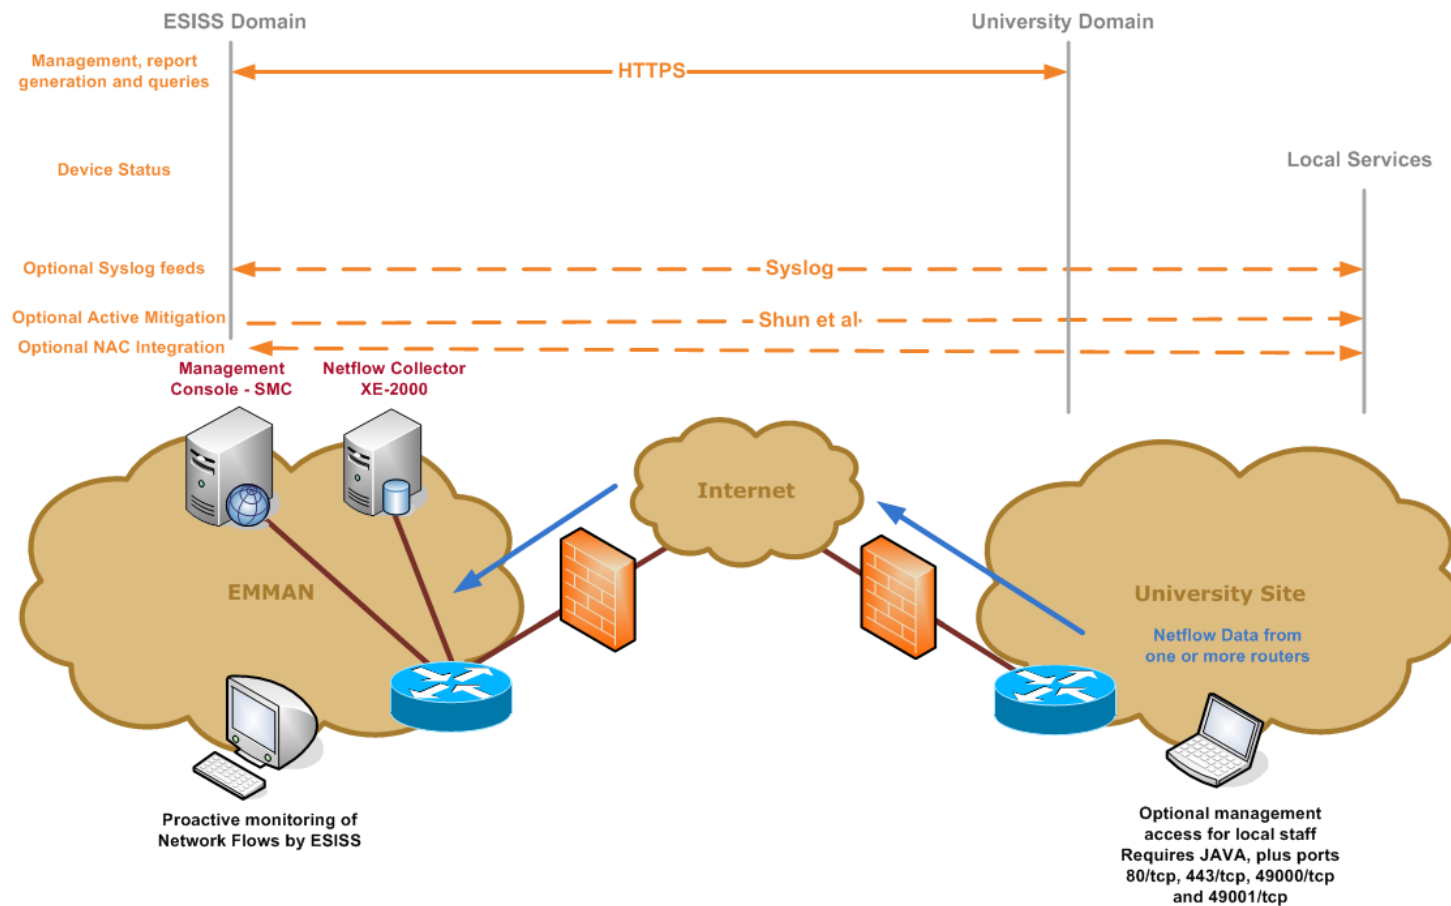 ESISS Domain
University Domain
Management, report
generation and queries
HTTPS
Device Status
Local Services
Optional Syslog feeds
Syslog
Optional Active Mitigation
Shun et al
Optional NAC Integration
Management
Console - SMC
Netflow Collector
XE-2000
Internet
EMMAN
University Site
Netflow Data from
one or more routers
Proactive monitoring of
Network Flows by ESISS
Optional management
access for local staff
Requires JAVA, plus ports
80/tcp, 443/tcp, 49000/tcp
and 49001/tcp